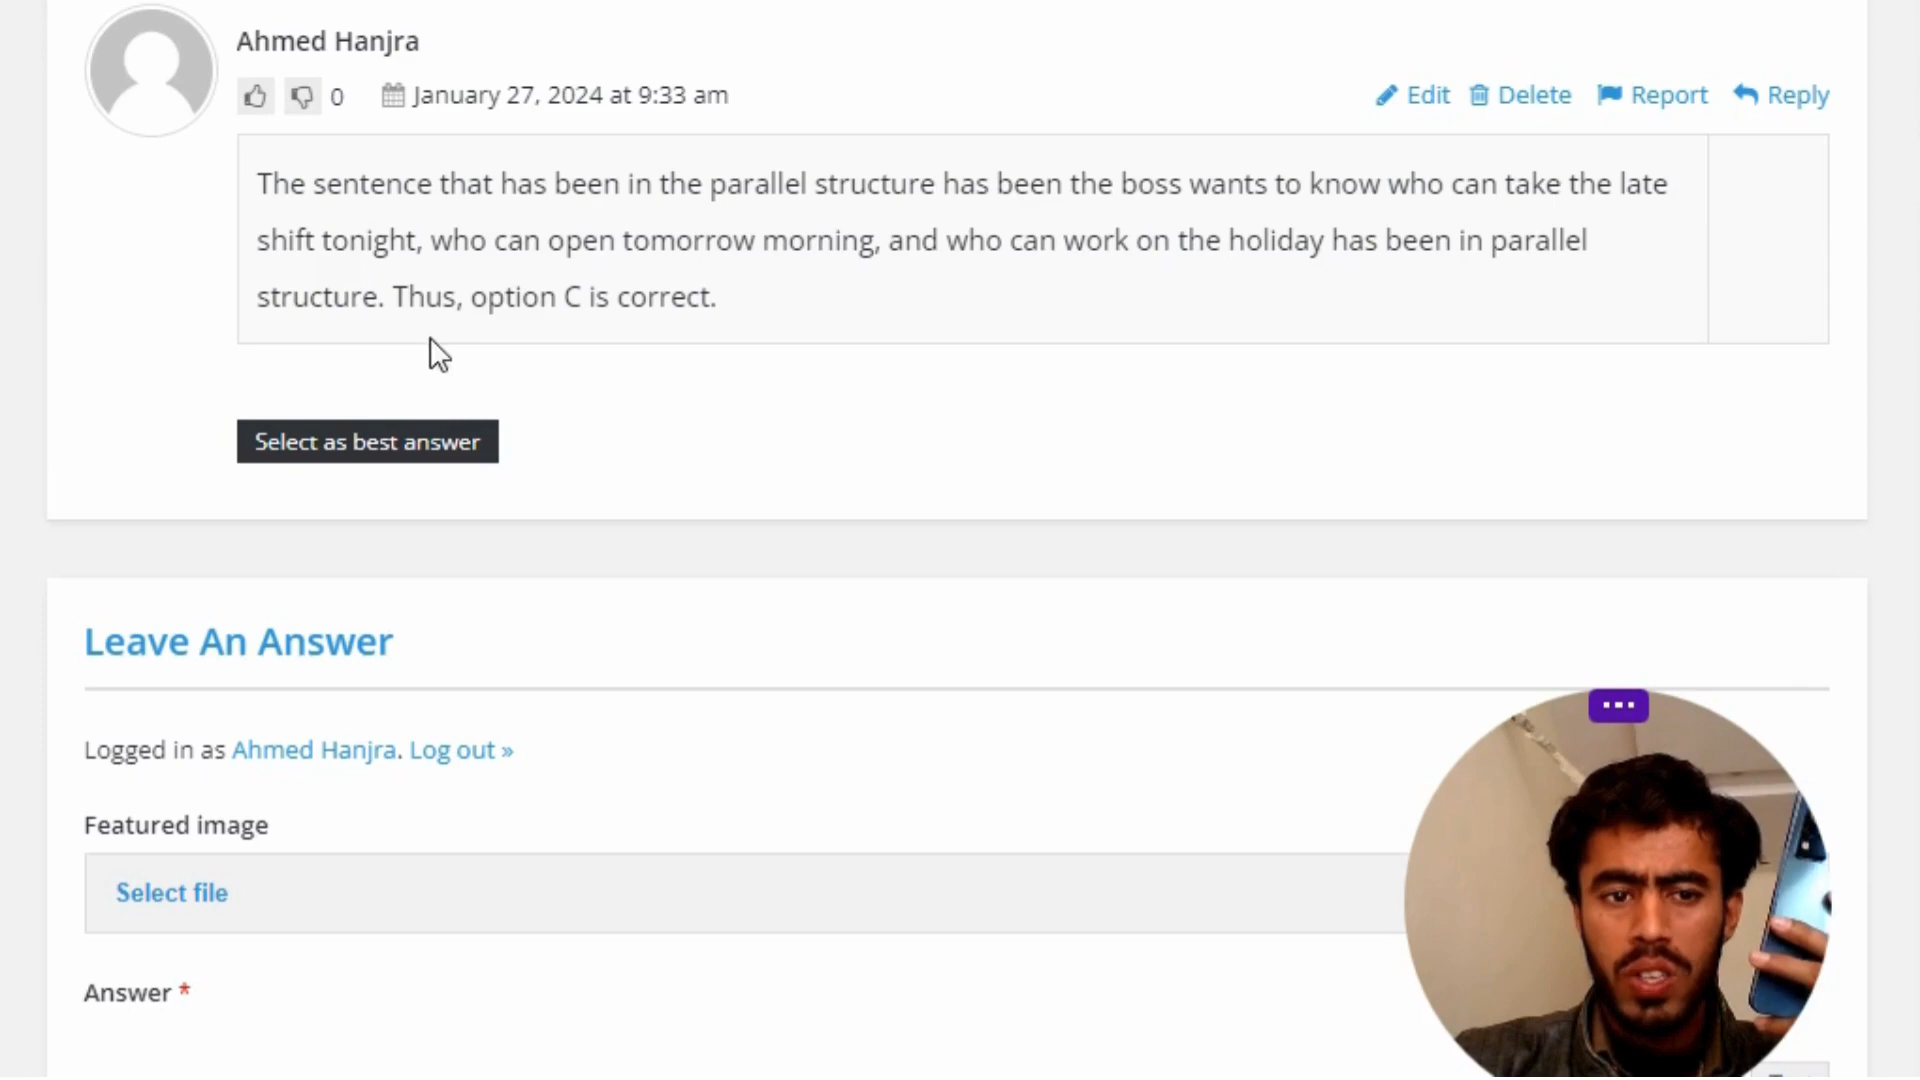 Ahmed Hanjra
0 January 27, 2024 at 9:33 am Edit Delete Report Reply
The sentence that has been in the parallel structure has been the boss wants to know who can take the late
shift tonight, who can open tomorrow morning, and who can work on the holiday has been in parallel
structure. Thus, option C is correct.
Select as best answer
Leave An Answer
Logged in as Ahmed Hanjra. Log out »
Featured image
Select file
Answer *